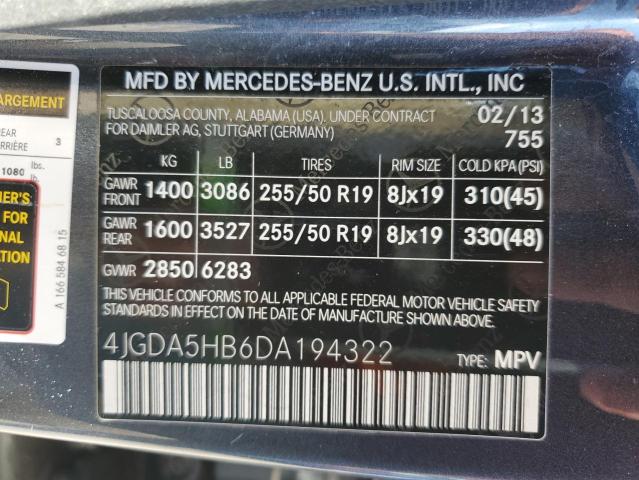 MFD BY MERCEDES-BENZ U.S. INTL., INC
TUSCALOOSA COUNTY, ALABAMA (USA), UNDER CONTRACT 02/13
FOR DAIMLER AG, STUTTGART (GERMANY) 755
KG LB TIRES RIM SIZE COLD KPA (PSI)
GAWR FRONT 1400 3086 255/50 R19 8Jx19 310(45)
GAWR REAR 1600 3527 255/50 R19 8Jx19 330(48)
GVWR 2850 6283
THIS VEHICLE CONFORMS TO ALL APPLICABLE FEDERAL MOTOR VEHICLE SAFETY
STANDARDS IN EFFECT ON THE DATE OF MANUFACTURE SHOWN ABOVE.
4JGDA5HB6DA194322 TYPE: MPV
ARGEMENT
EAR 3
RRIÈRE
1080 lbs.
lb.
FOR
NAL
ATION
A 166 584 68 15